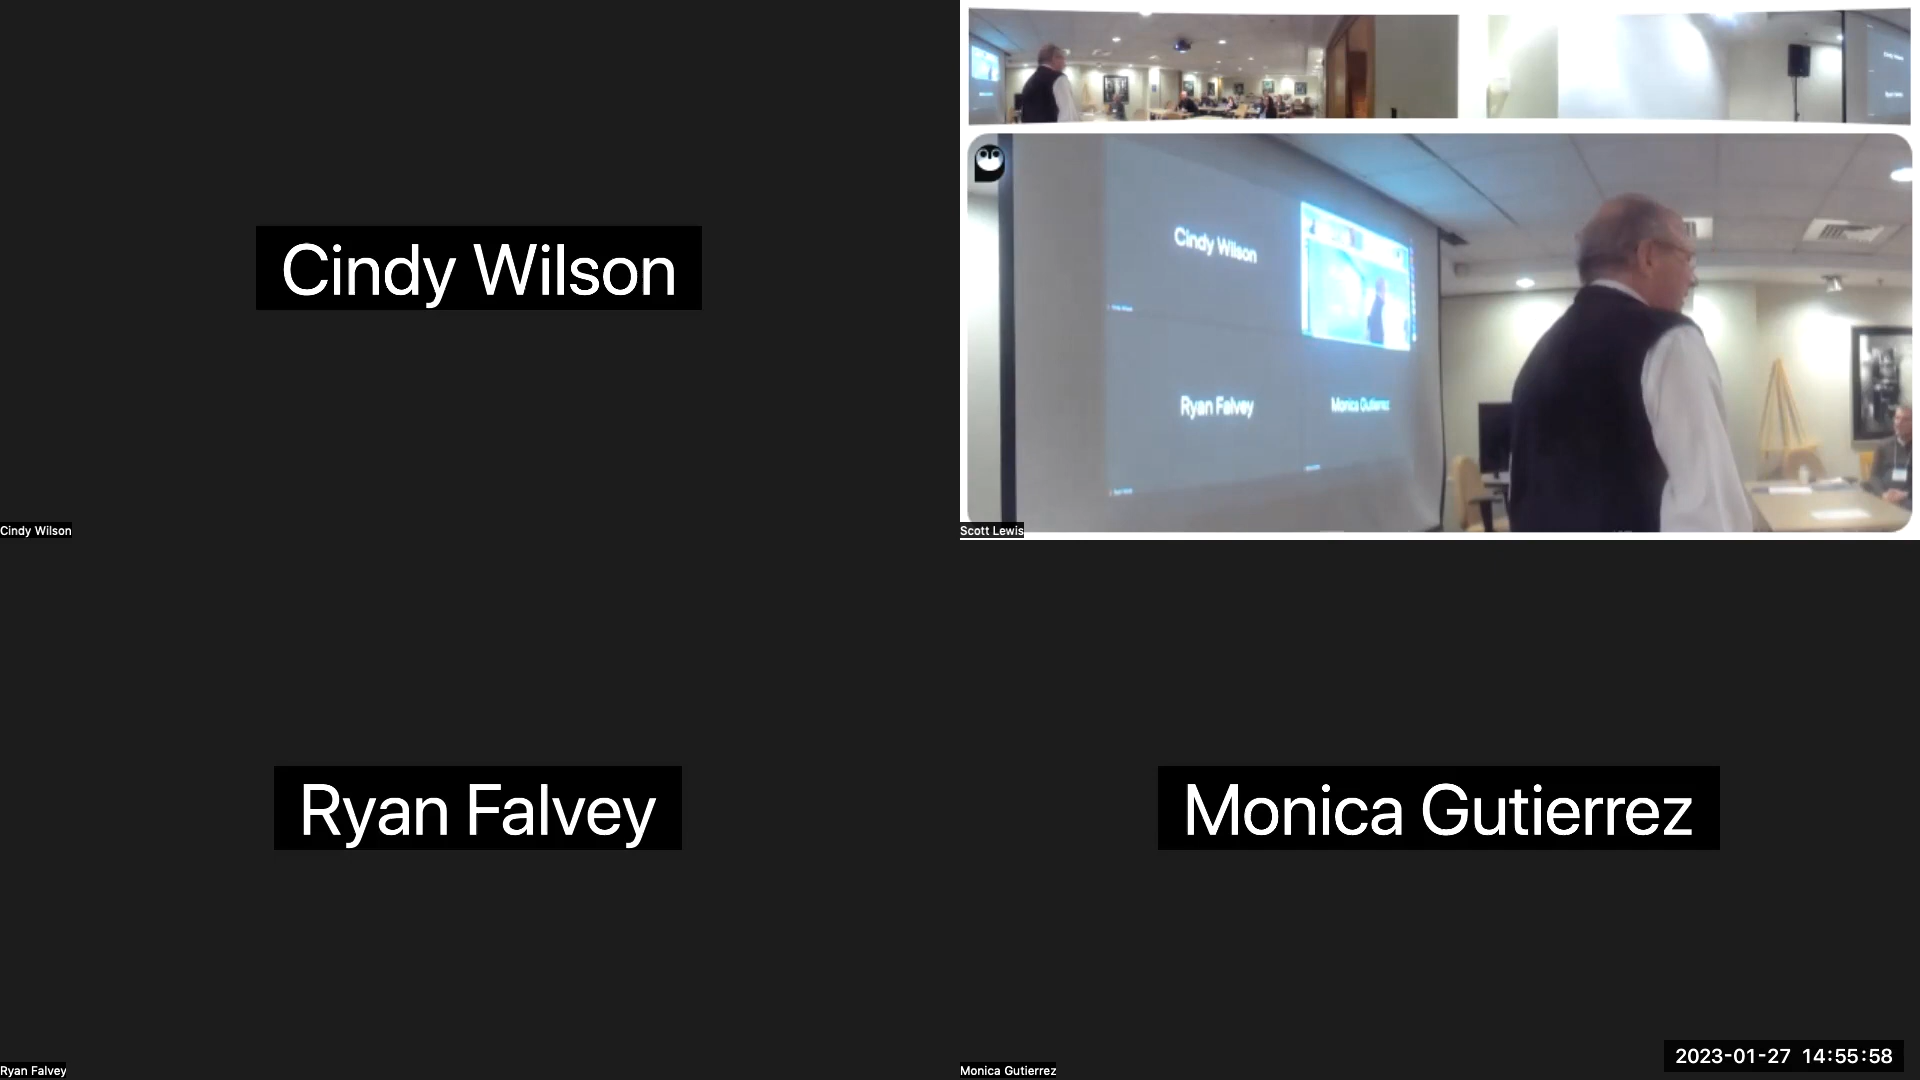 Cindy Wilson
Cindy Wilson
Cindy Wilson
Ryan Falvey
Monica Gutierrez
Scott Lewis
Ryan Falvey
Monica Gutierrez
Ryan Falvey
Monica Gutierrez
2023-01-27 14:55:58